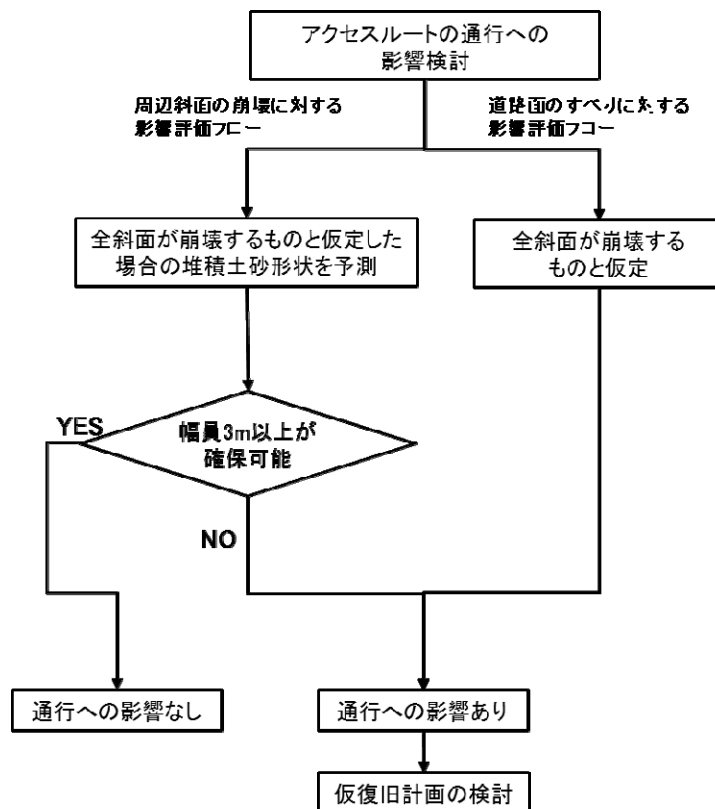 アクセスルートの通行への
影響検討
周辺斜面の崩壊に対する
影響評価フロー
道路面のすべりに対する
影響評価フロー
全斜面が崩壊するものと仮定した
場合の堆積土砂形状を予測
全斜面が崩壊する
ものと仮定
YES
幅員3m以上が
確保可能
NO
通行への影響なし
通行への影響あり
仮復旧計画の検討